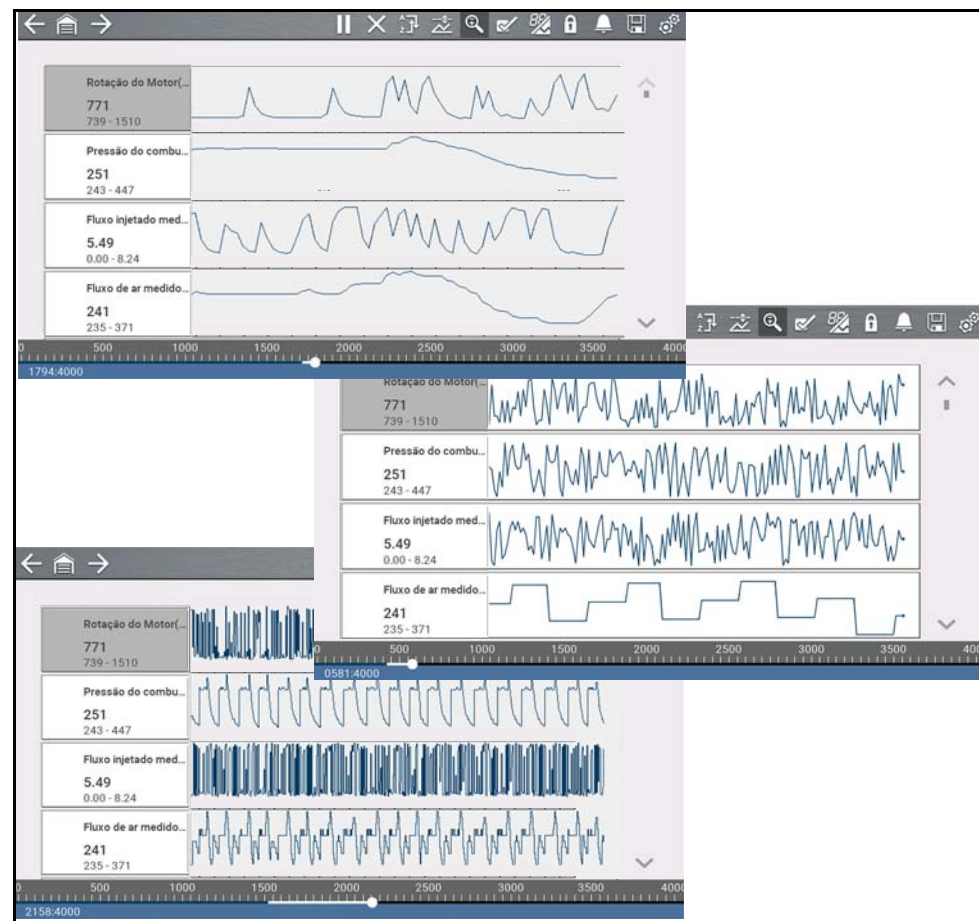 Rotação do Motor(...
771
739 - 1510
Pressão do combu...
251
243 - 447
Fluxo injetado med...
5.49
0.00 - 8.24
Fluxo de ar medido...
241
235 - 371
0 500 1000 1500 2000 2500 3000 3500 4000
1794:4000
Rotação do Motor(...
771
739 - 1510
Pressão do combu...
251
243 - 447
Fluxo injetado med...
5.49
0.00 - 8.24
Fluxo de ar medido...
241
235 - 371
0 500 1000 1500 2000 2500 3000 3500 400
0581:4000
Rotação do Motor(...
771
739 - 1510
Pressão do combu...
251
243 - 447
Fluxo injetado med...
5.49
0.00 - 8.24
Fluxo de ar medido...
241
235 - 371
0 500 1000 1500 2000 2500 3000 3500 4000
2158:4000